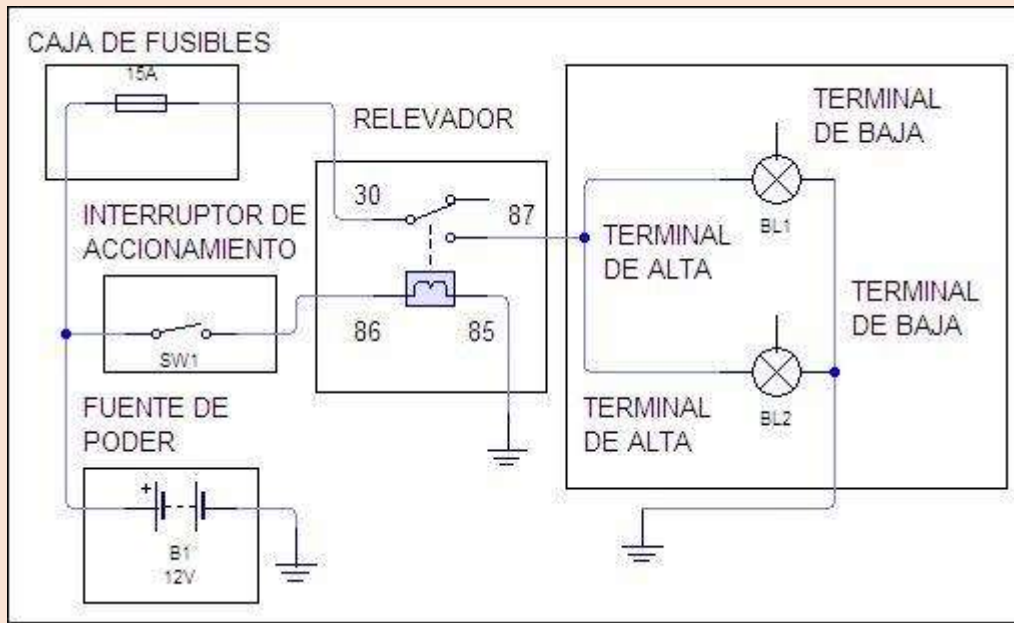 CAJA DE FUSIBLES
15A
RELEVADOR
30
87
86
85
INTERRUPTOR DE
ACCIONAMIENTO
SW1
FUENTE DE
PODER
+
B1
12V
TERMINAL
DE BAJA
BL1
TERMINAL
DE ALTA
TERMINAL
DE BAJA
BL2
TERMINAL
DE ALTA